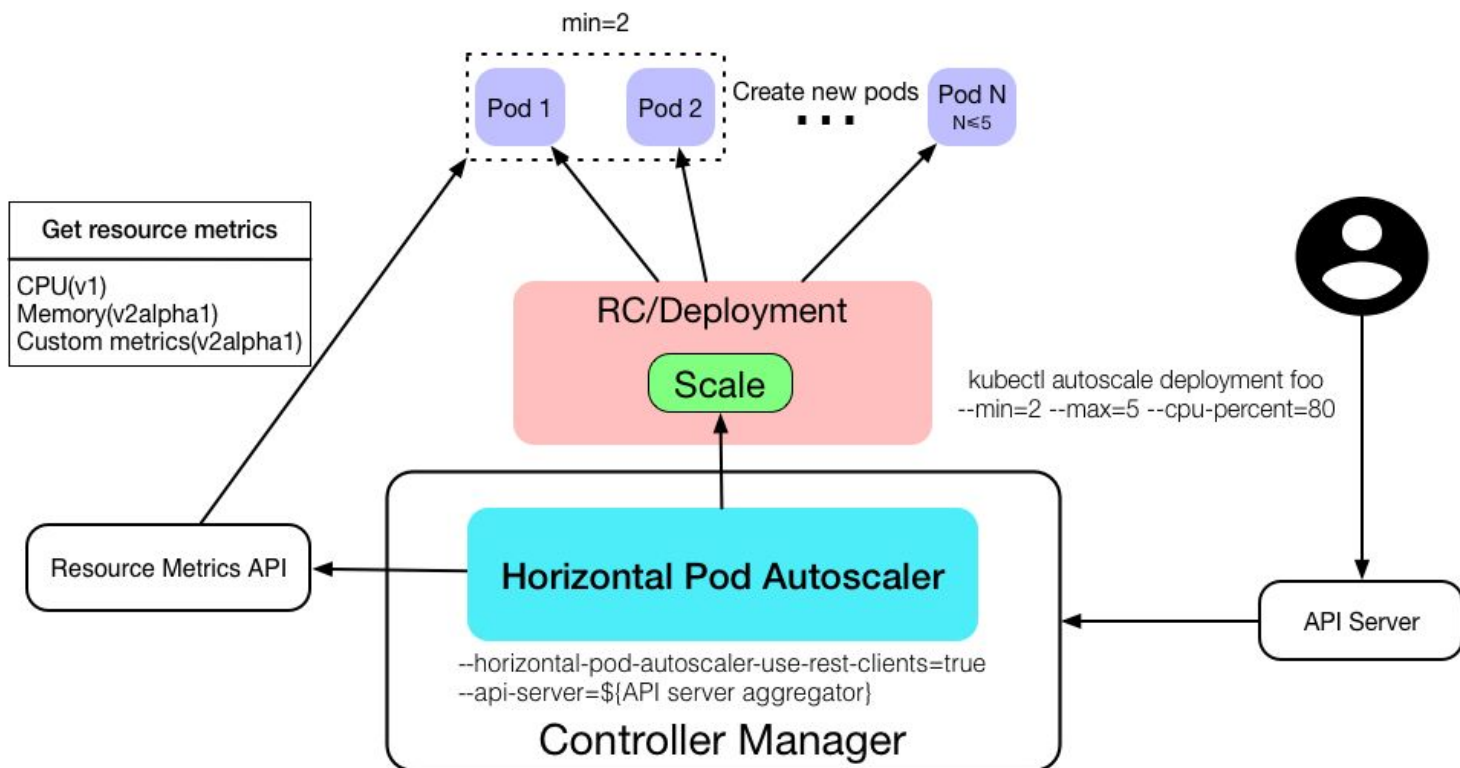 min=2
Pod 1
Pod 2
Create new pods
...
Pod N
N≤5
Get resource metrics
CPU(v1)
Memory(v2alpha1)
Custom metrics(v2alpha1)
RC/Deployment
Scale
kubectl autoscale deployment foo
--min=2 --max=5 --cpu-percent=80
Resource Metrics API
Horizontal Pod Autoscaler
API Server
--horizontal-pod-autoscaler-use-rest-clients=true
--api-server=${API server aggregator}
Controller Manager